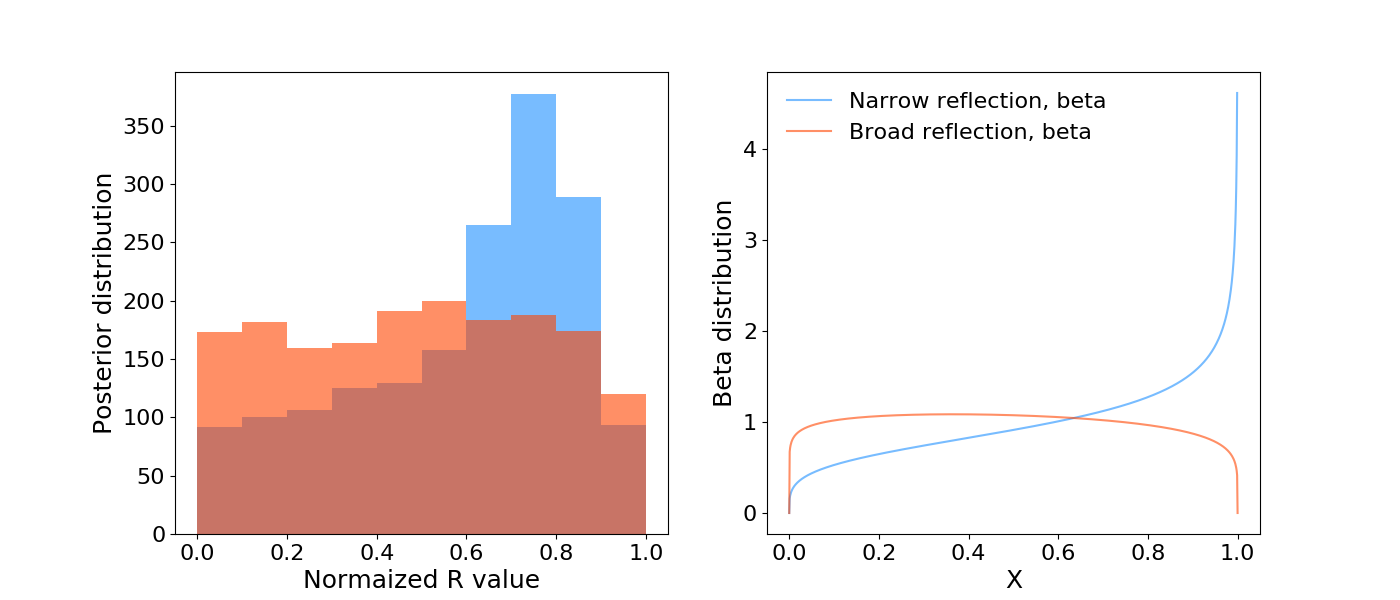 Posterior distribution
350
300
250
200
150
100
50
0
0.0 0.2 0.4 0.6 0.8 1.0
Normaized R value
Narrow reflection, beta
Broad reflection, beta
Beta distribution
4
3
2
1
0
0.0 0.2 0.4 0.6 0.8 1.0
X